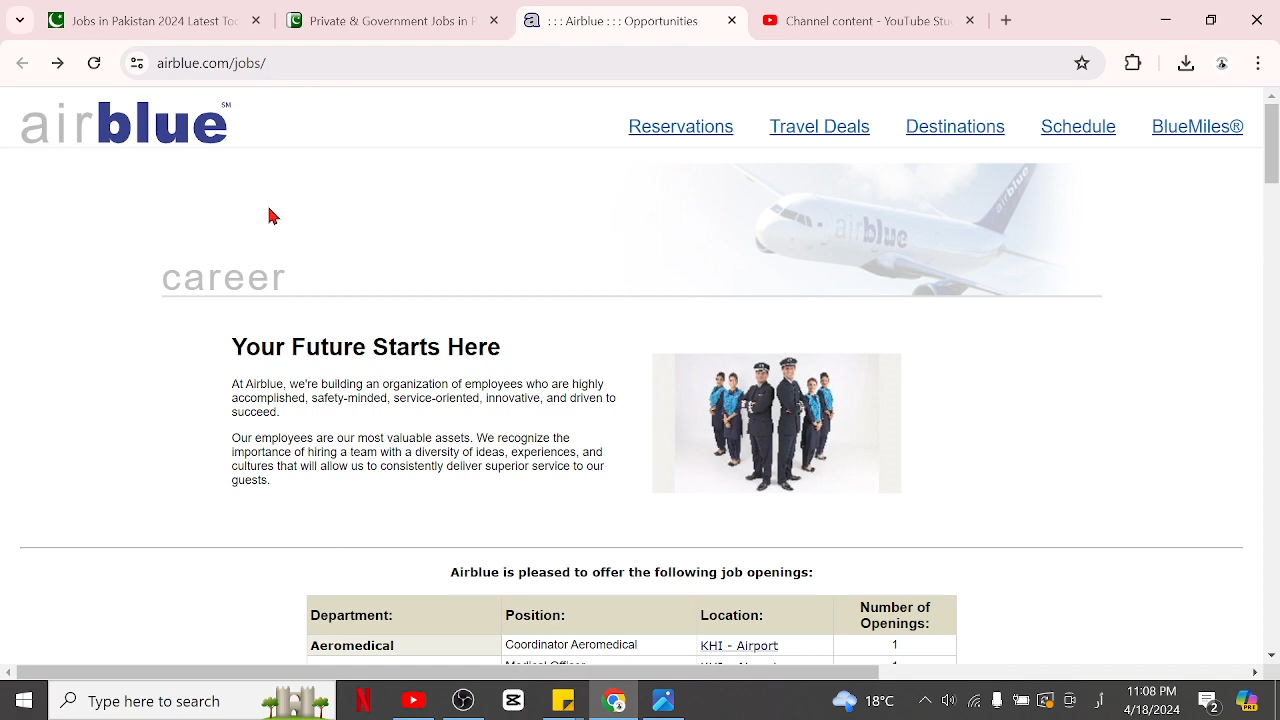 Jobs in Pakistan 2024 Latest To
Private & Government Jobs in P
: : : Airblue : : : Opportunities
Channel content - YouTube Stu
airblue.com/jobs/
airblue SM
Reservations
Travel Deals
Destinations
Schedule
BlueMiles®
airblue
airblue
career
Your Future Starts Here
At Airblue, we're building an organization of employees who are highly
accomplished, safety-minded, service-oriented, innovative, and driven to
succeed.
Our employees are our most valuable assets. We recognize the
importance of hiring a team with a diversity of ideas, experiences, and
cultures that will allow us to consistently deliver superior service to our
guests.
Airblue is pleased to offer the following job openings:
Department: Position: Location: Number of
Openings:
Aeromedical Coordinator Aeromedical KHI - Airport 1
Type here to search
18°C
11:08 PM
4/18/2024
2
PRE